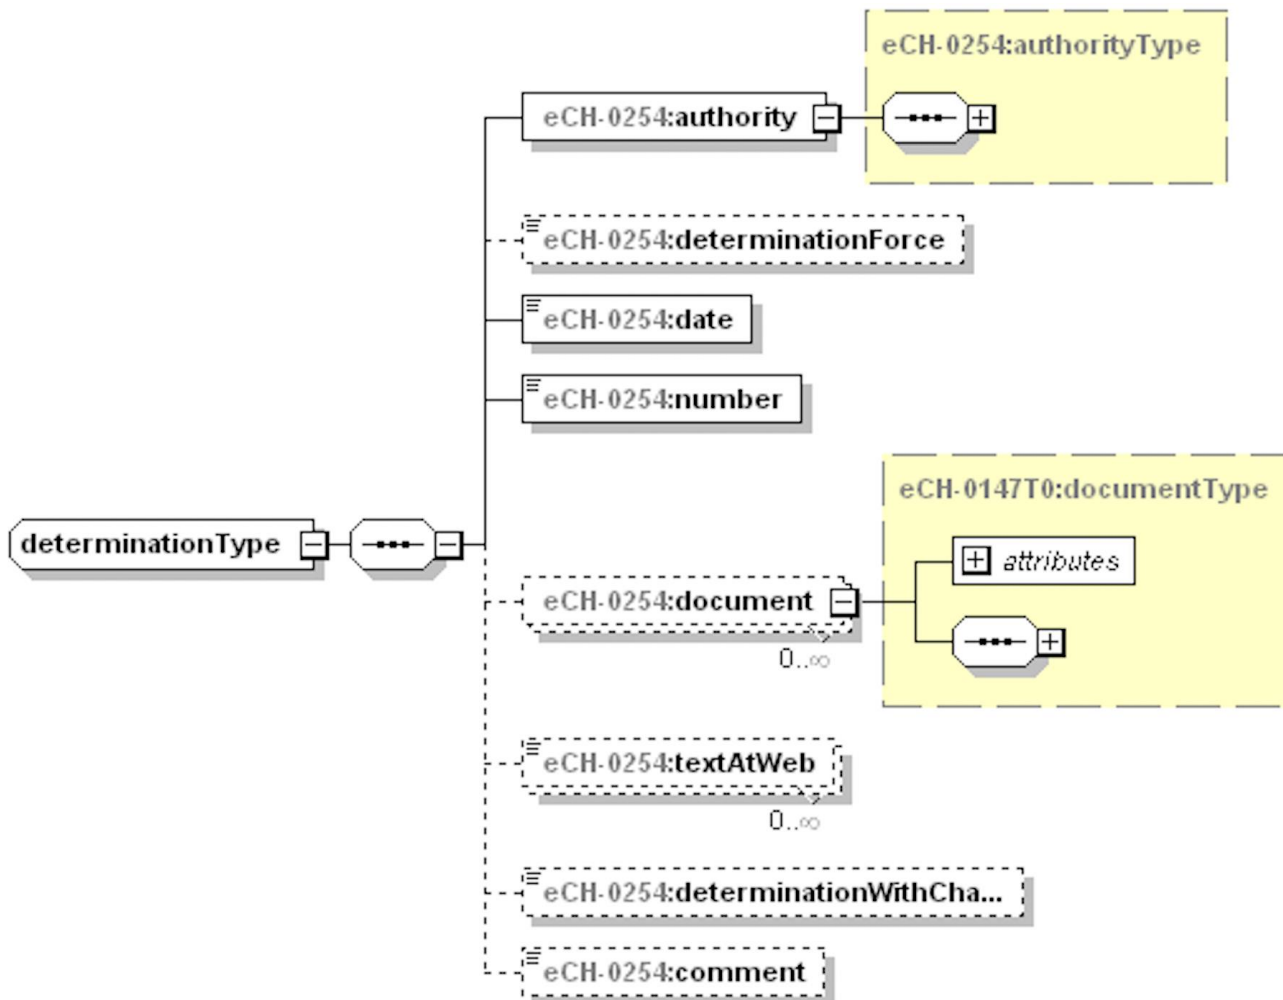 eCH-0254:authorityType
eCH-0254:authority
eCH-0254:determinationForce
eCH-0254:date
eCH-0254:number
eCH-0147T0:documentType
determinationType
attributes
eCH-0254:document
0..∞
eCH-0254:textAtWeb
0..∞
eCH-0254:determinationWithCha...
eCH-0254:comment